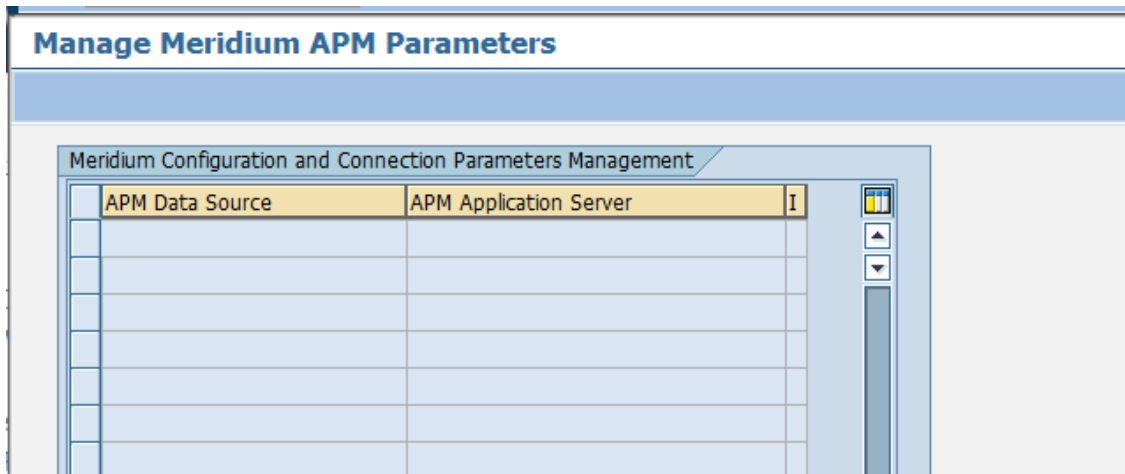 Manage Meridium APM Parameters
Meridium Configuration and Connection Parameters Management
APM Data Source APM Application Server I